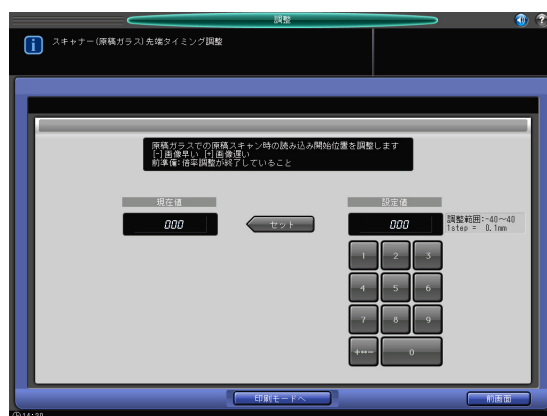 調整
スキャナー(原稿ガラス)先端タイミング調整
原稿ガラスでの原稿スキャン時の読み込み開始位置を調整します
[-]画像早い [+]画像遅い
前準備:倍率調整が終了していること
現在値
設定値
000
セット
000
調整範囲:-40～40
1step = 0.1mm
1 2 3
4 5 6
7 8 9
+⇔- 0
印刷モードへ
前画面
14:20